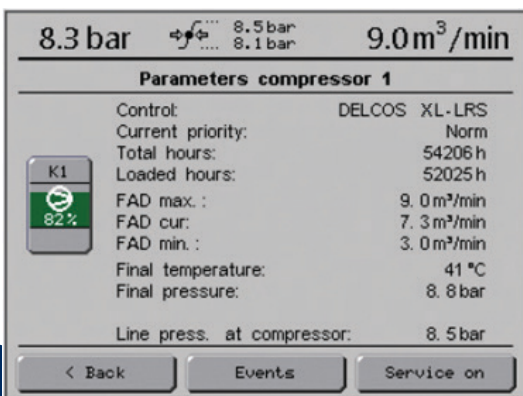 8.3 bar 8.5 bar 9.0 m³/min
8.1 bar
Parameters compressor 1
Control: DELCOS XL-LRS
Current priority: Norm
Total hours: 54206 h
Loaded hours: 52025 h
K1
82%
FAD max. : 9.0 m³/min
FAD cur: 7.3 m³/min
FAD min. : 3.0 m³/min
Final temperature: 41 °C
Final pressure: 8.8 bar
Line press. at compressor: 8.5 bar
< Back Events Service on